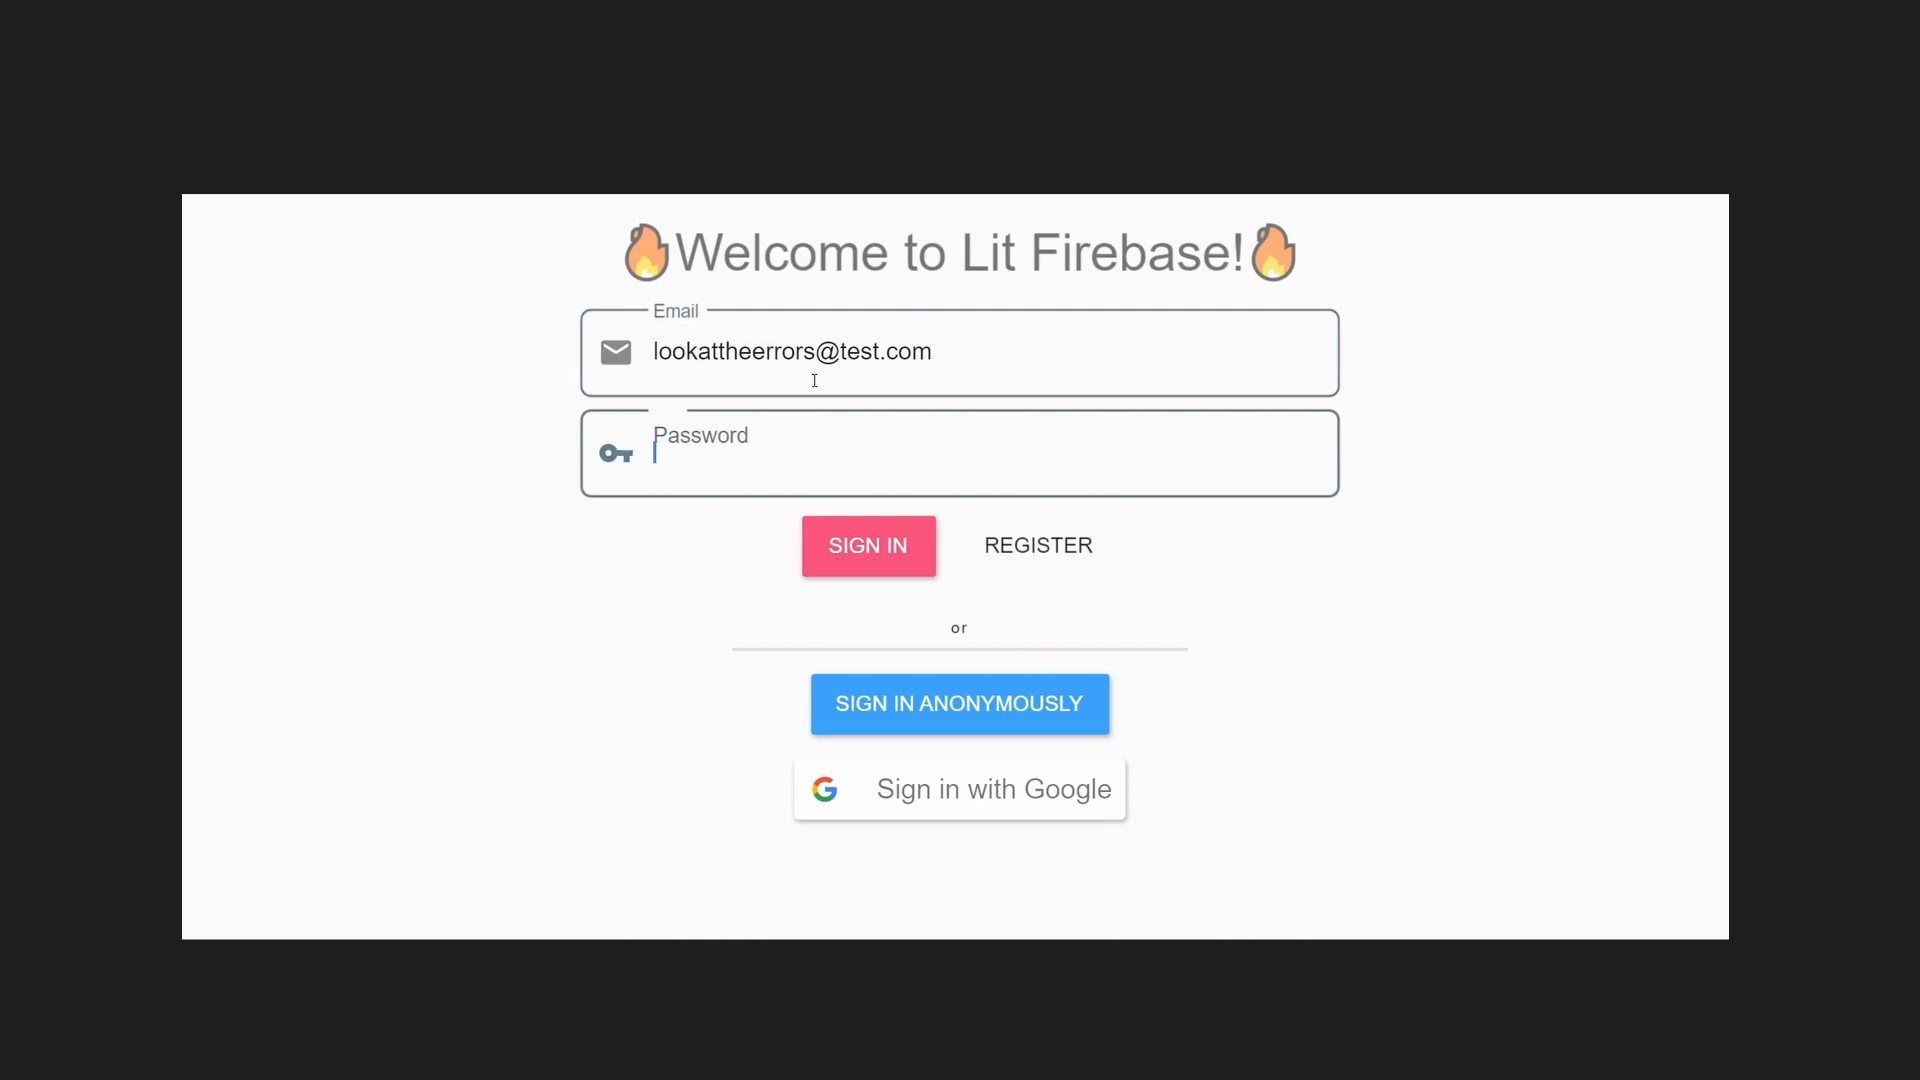 🔥Welcome to Lit Firebase!🔥
Email
lookattheerrors@test.com
Password
SIGN IN REGISTER
or
SIGN IN ANONYMOUSLY
Sign in with Google